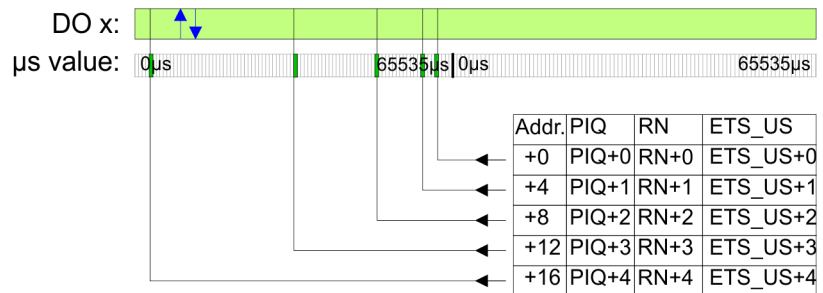 DO x:
µs value: 0µs 65535µs 0µs 65535µs
Addr. PIQ RN ETS_US
+0 PIQ+0 RN+0 ETS_US+0
+4 PIQ+1 RN+1 ETS_US+1
+8 PIQ+2 RN+2 ETS_US+2
+12 PIQ+3 RN+3 ETS_US+3
+16 PIQ+4 RN+4 ETS_US+4